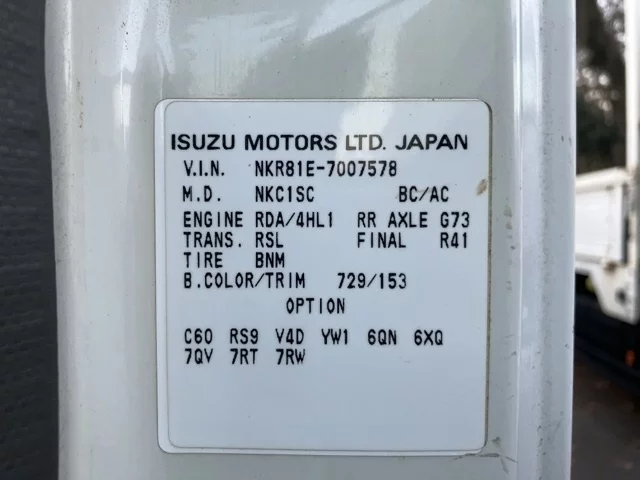 ISUZU MOTORS LTD. JAPAN
V.I.N. NKR81E-7007578
M.D. NKC1SC BC/AC
ENGINE RDA/4HL1 RR AXLE G73
TRANS. RSL FINAL R41
TIRE BNM
B.COLOR/TRIM 729/153
OPTION
C60 RS9 V4D YW1 6QN 6XQ
7QV 7RT 7RW